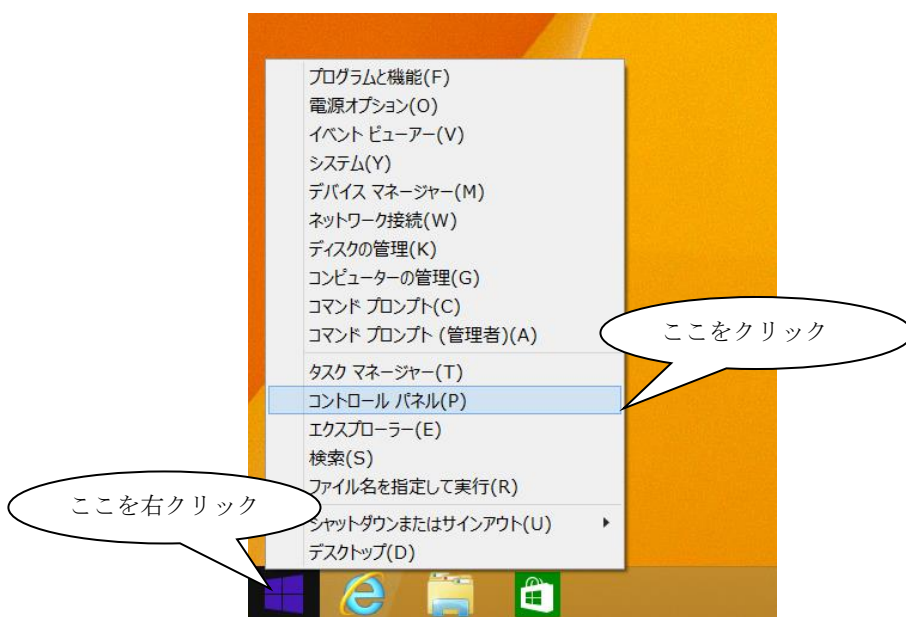 プログラムと機能(F)
電源オプション(O)
イベント ビューアー(V)
システム(Y)
デバイス マネージャー(M)
ネットワーク接続(W)
ディスクの管理(K)
コンピューターの管理(G)
コマンド プロンプト(C)
コマンド プロンプト (管理者)(A)
ここをクリック
タスク マネージャー(T)
コントロール パネル(P)
エクスプローラー(E)
検索(S)
ファイル名を指定して実行(R)
ここを右クリック
シャットダウンまたはサインアウト(U)
デスクトップ(D)